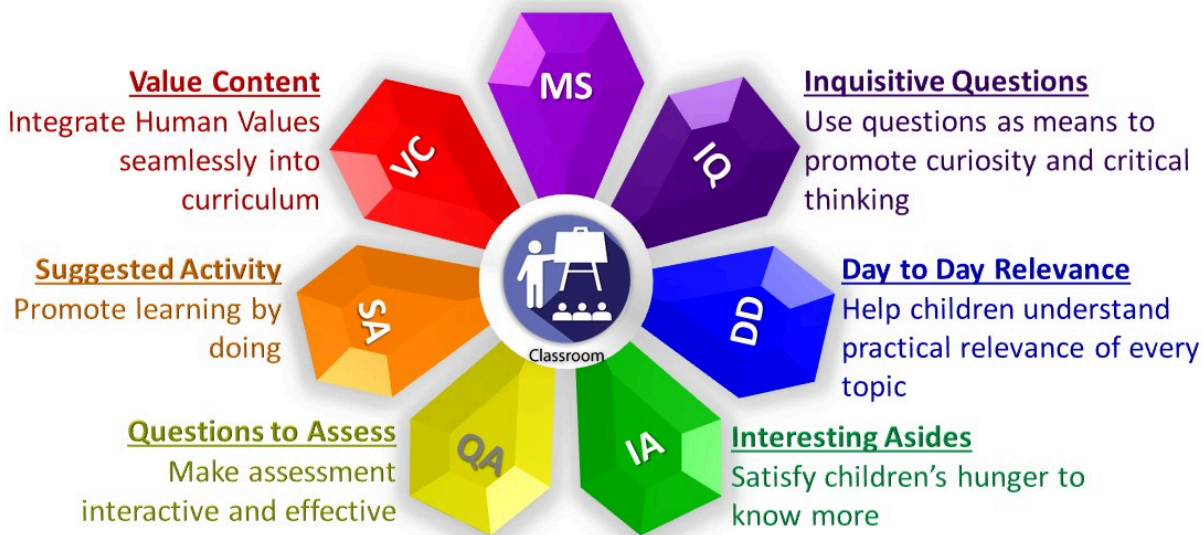 MS
Value Content
Integrate Human Values
seamlessly into
curriculum
VC
IQ
Inquisitive Questions
Use questions as means to
promote curiosity and critical
thinking
Suggested Activity
Promote learning by
doing
SA
Classroom
DD
Day to Day Relevance
Help children understand
practical relevance of every
topic
Questions to Assess
Make assessment
interactive and effective
QA
IA
Interesting Asides
Satisfy children’s hunger to
know more